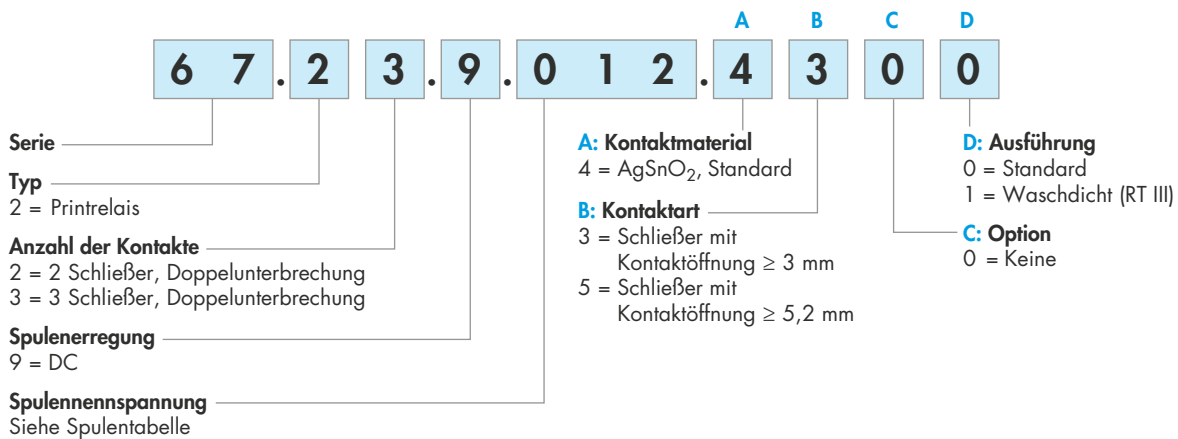 A B C D
6 7 . 2 3 . 9 . 0 1 2 . 4 3 0 0
Serie
Typ
2 = Printrelais
Anzahl der Kontakte
2 = 2 Schließer, Doppelunterbrechung
3 = 3 Schließer, Doppelunterbrechung
Spulenerregung
9 = DC
Spulennennspannung
Siehe Spulentabelle
A: Kontaktmaterial
4 = AgSnO₂, Standard
B: Kontaktart
3 = Schließer mit
Kontaktöffnung ≥ 3 mm
5 = Schließer mit
Kontaktöffnung ≥ 5,2 mm
D: Ausführung
0 = Standard
1 = Waschdicht (RT III)
C: Option
0 = Keine